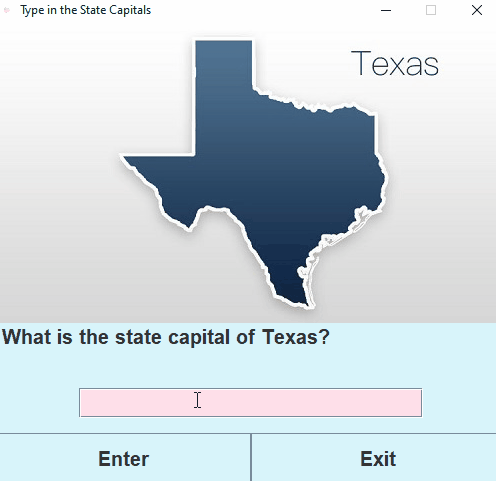 Type in the State Capitals
Texas
What is the state capital of Texas?
Enter
Exit